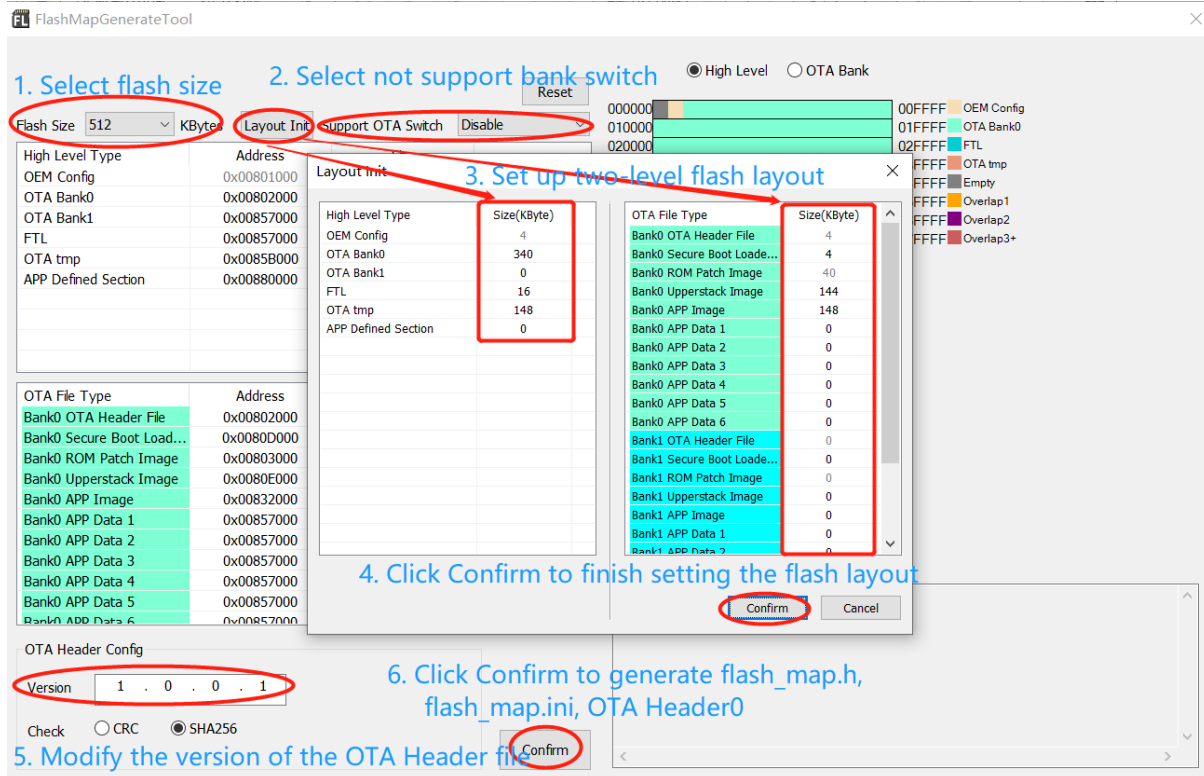 FlashMapGenerateTool
1. Select flash size
2. Select not support bank switch
Reset
High Level
OTA Bank
Flash Size 512 KBytes
Layout Init
Support OTA Switch Disable
000000
00FFFF OEM Config
010000
01FFFF OTA Bank0
020000
02FFFF FTL
FFFF OTA tmp
FFFF Empty
FFFF Overlap1
FFFF Overlap2
FFFF Overlap3+
High Level Type Address
OEM Config 0x00801000
OTA Bank0 0x00802000
OTA Bank1 0x00857000
FTL 0x00857000
OTA tmp 0x0085B000
APP Defined Section 0x00880000
Layout Init
3. Set up two-level flash layout
High Level Type Size(KByte)
OEM Config 4
OTA Bank0 340
OTA Bank1 0
FTL 16
OTA tmp 148
APP Defined Section 0
OTA File Type Size(KByte)
Bank0 OTA Header File 4
Bank0 Secure Boot Loade... 4
Bank0 ROM Patch Image 40
Bank0 Upperstack Image 144
Bank0 APP Image 148
Bank0 APP Data 1 0
Bank0 APP Data 2 0
Bank0 APP Data 3 0
Bank0 APP Data 4 0
Bank0 APP Data 5 0
Bank0 APP Data 6 0
Bank1 OTA Header File 0
Bank1 Secure Boot Loade... 0
Bank1 ROM Patch Image 0
Bank1 Upperstack Image 0
Bank1 APP Image 0
Bank1 APP Data 1 0
Bank1 APP Data 2 0
4. Click Confirm to finish setting the flash layout
Confirm
Cancel
OTA File Type Address
Bank0 OTA Header File 0x00802000
Bank0 Secure Boot Load... 0x0080D000
Bank0 ROM Patch Image 0x00803000
Bank0 Upperstack Image 0x0080E000
Bank0 APP Image 0x00832000
Bank0 APP Data 1 0x00857000
Bank0 APP Data 2 0x00857000
Bank0 APP Data 3 0x00857000
Bank0 APP Data 4 0x00857000
Bank0 APP Data 5 0x00857000
Bank0 APP Data 6 0x00857000
OTA Header Config
Version 1 . 0 . 0 . 1
Check CRC SHA256
5. Modify the version of the OTA Header file
6. Click Confirm to generate flash_map.h,
flash_map.ini, OTA Header0
Confirm